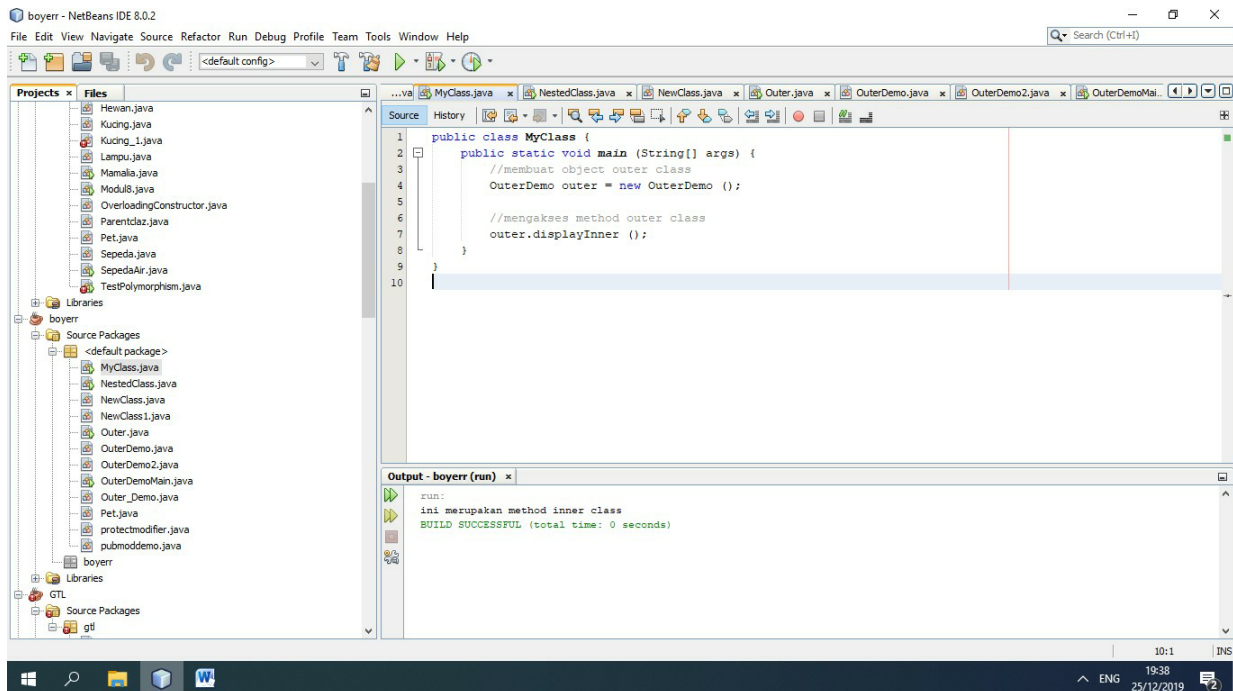 boyerr - NetBeans IDE 8.0.2
File Edit View Navigate Source Refactor Run Debug Profile Team Tools Window Help
Search (Ctrl+I)
<default config>
Projects x Files
Hewan.java
Kucing.java
Kucing_1.java
Lampu.java
Mamalia.java
Modul8.java
OverloadingConstructor.java
Parentclaz.java
Pet.java
Sepeda.java
SepedaAir.java
TestPolymorphism.java
Libraries
boyerr
Source Packages
<default package>
MyClass.java
NestedClass.java
NewClass.java
NewClass1.java
Outer.java
OuterDemo.java
OuterDemo2.java
OuterDemoMain.java
Outer_Demo.java
Pet.java
protectmodifier.java
pubmoddemo.java
boyerr
Libraries
GTL
Source Packages
gtl
...va MyClass.java x NestedClass.java x NewClass.java x Outer.java x OuterDemo.java x OuterDemo2.java x OuterDemoMai...
Source History
1 public class MyClass {
2 public static void main (String[] args) {
3 //membuat object outer class
4 OuterDemo outer = new OuterDemo ();
5
6 //mengakses method outer class
7 outer.displayInner ();
8 }
9 }
10
Output - boyerr (run) x
run:
ini merupakan method inner class
BUILD SUCCESSFUL (total time: 0 seconds)
10:1 INS
ENG
19:38
25/12/2019
2